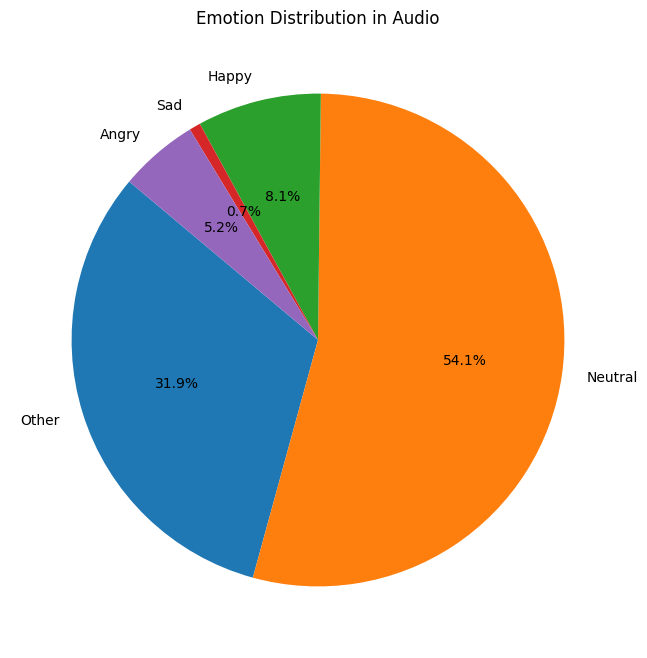 Emotion Distribution in Audio
Happy
Sad
Angry
8.1%
0.7%
5.2%
54.1%
Neutral
31.9%
Other